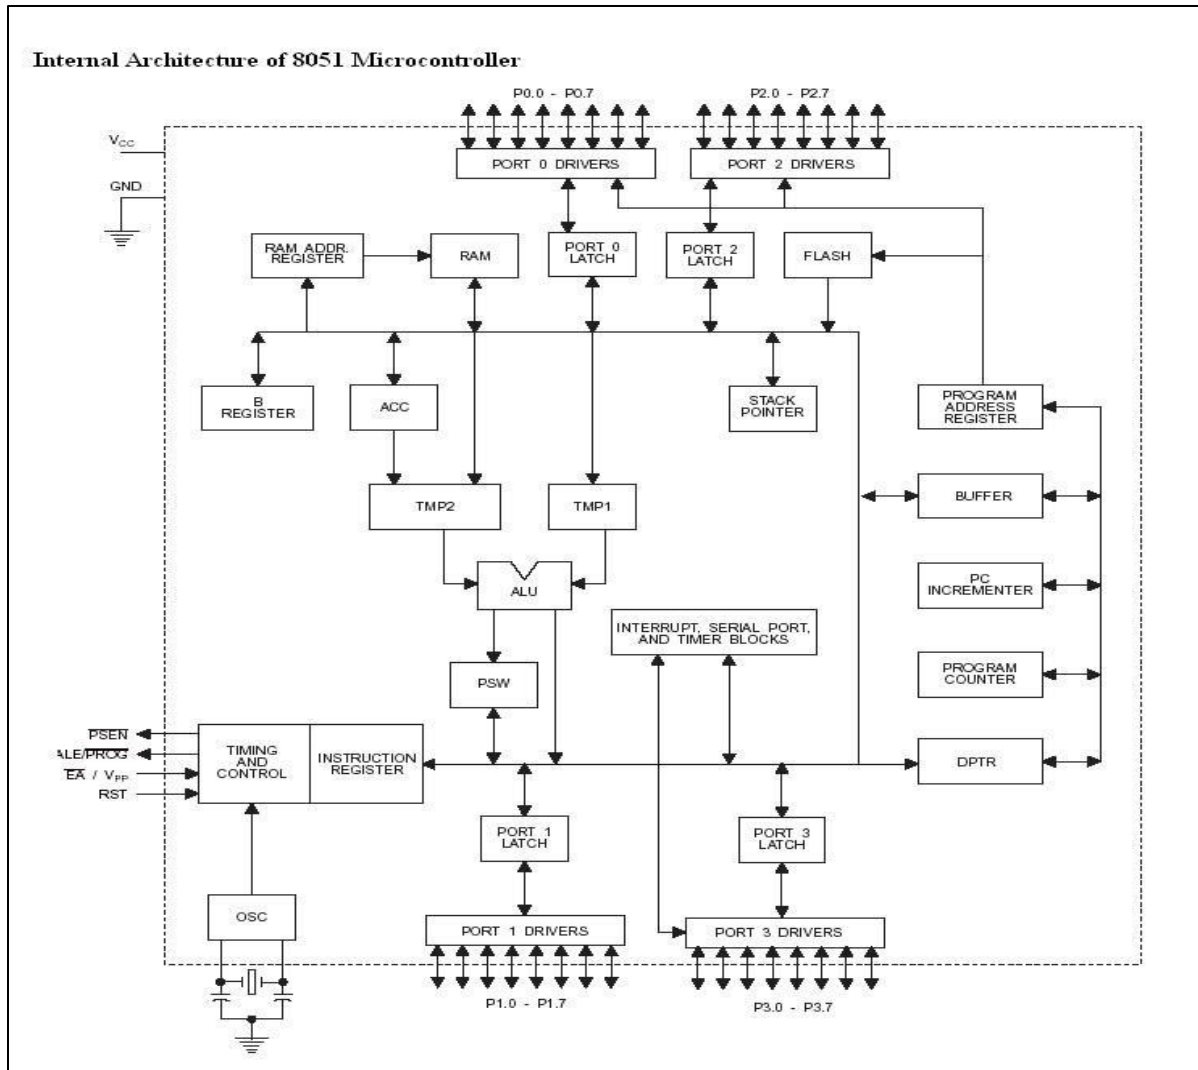 Internal Architecture of 8051 Microcontroller
P0.0 - P0.7
P2.0 - P2.7
VCC
GND
PORT 0 DRIVERS
PORT 2 DRIVERS
RAM ADDR.
REGISTER
RAM
PORT 0
LATCH
PORT 2
LATCH
FLASH
B
REGISTER
ACC
STACK
POINTER
PROGRAM
ADDRESS
REGISTER
TMP2
TMP1
BUFFER
ALU
PC
INCREMENTER
INTERRUPT, SERIAL PORT,
AND TIMER BLOCKS
PSW
PROGRAM
COUNTER
PSEN
ALE/PROG
EA / VPP
RST
TIMING
AND
CONTROL
INSTRUCTION
REGISTER
DPTR
PORT 1
LATCH
PORT 3
LATCH
OSC
PORT 1 DRIVERS
PORT 3 DRIVERS
P1.0 - P1.7
P3.0 - P3.7